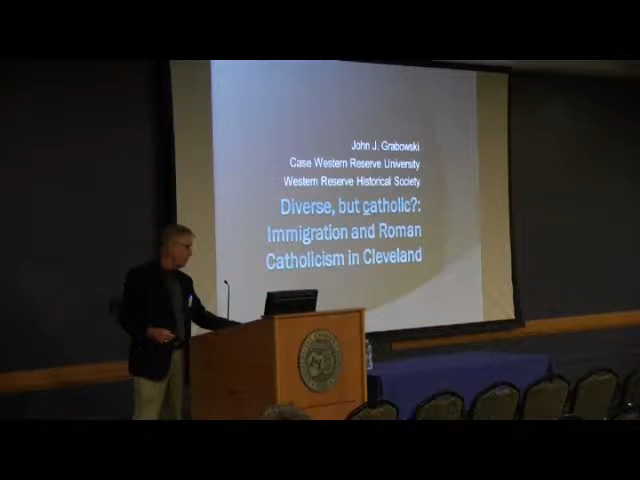 John J. Grabowski
Case Western Reserve University
Western Reserve Historical Society
Diverse, but catholic?:
Immigration and Roman
Catholicism in Cleveland